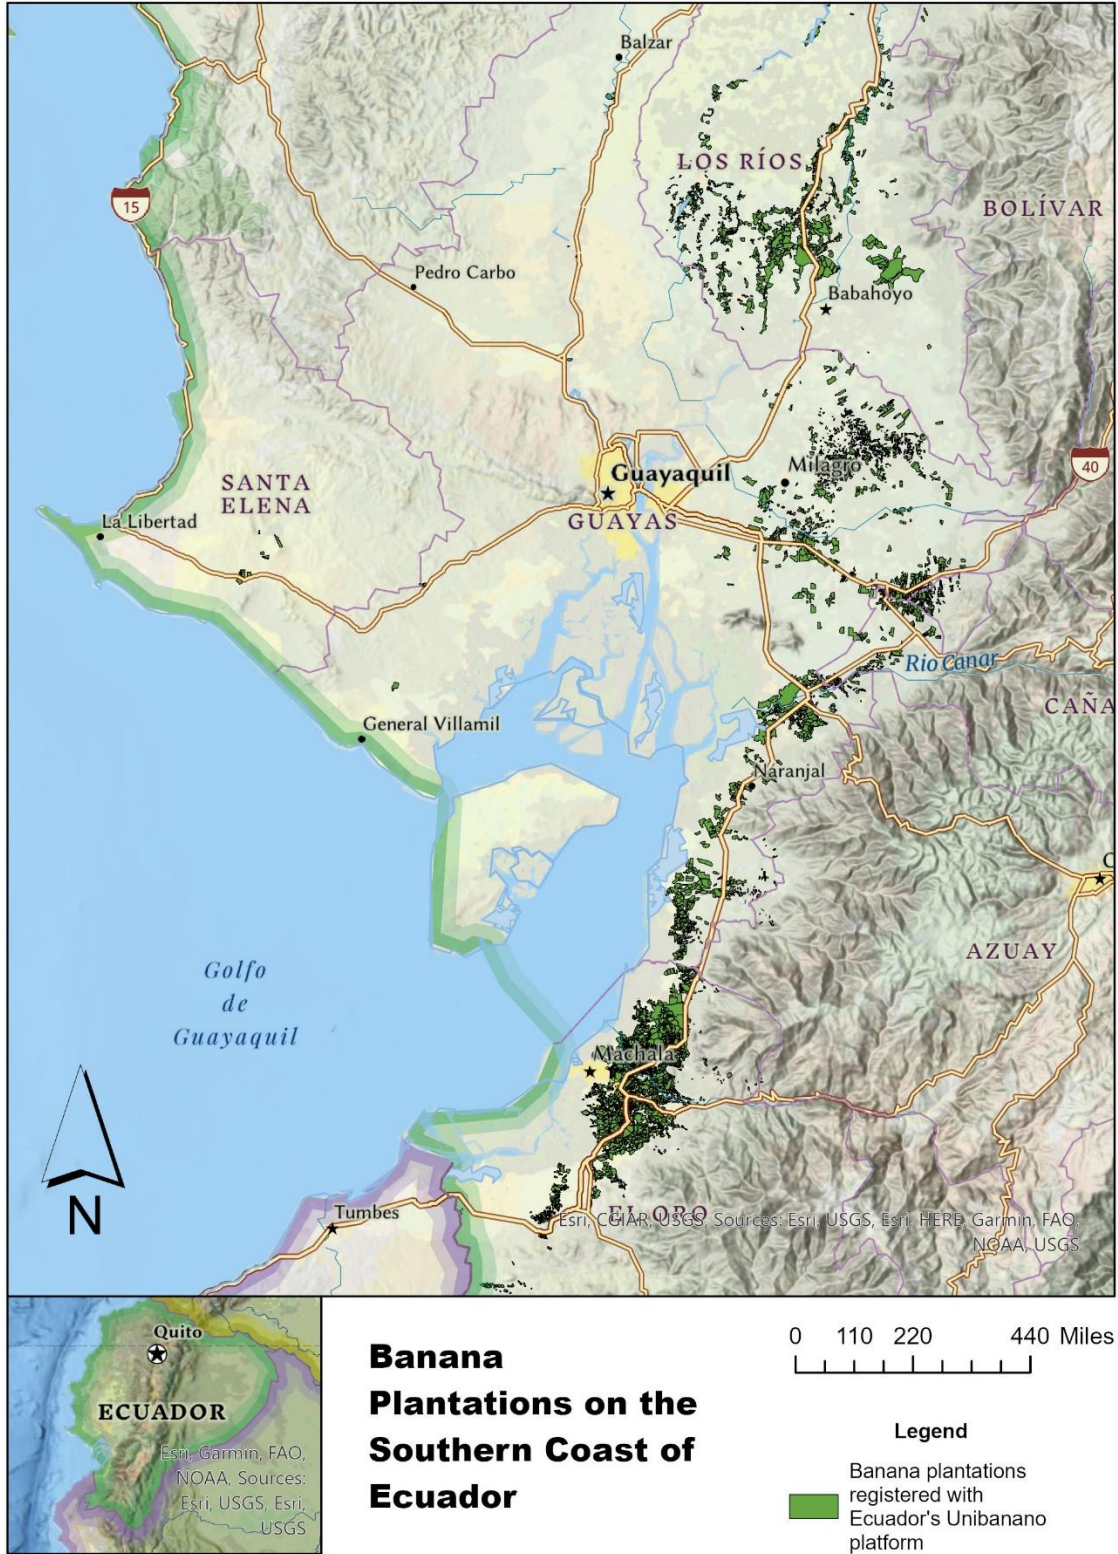 Balzar
LOS RÍOS
BOLÍVAR
15
Pedro Carbo
Babahoyo
SANTA
ELENA
Guayaquil
Milagro
40
La Libertad
GUAYAS
Rio Canar
CAÑA
General Villamil
Naranjal
C
AZUAY
Golfo
de
Guayaquil
Machala
N
Tumbes
EL ORO
Esri, CGIAR, USGS, Sources: Esri, USGS, Esri, HERE, Garmin, FAO,
NOAA, USGS
Quito
ECUADOR
Esri, Garmin, FAO,
NOAA, Sources:
Esri, USGS, Esri,
USGS
Banana
Plantations on the
Southern Coast of
Ecuador
0 110 220 440 Miles
Legend
Banana plantations
registered with
Ecuador's Unibanano
platform